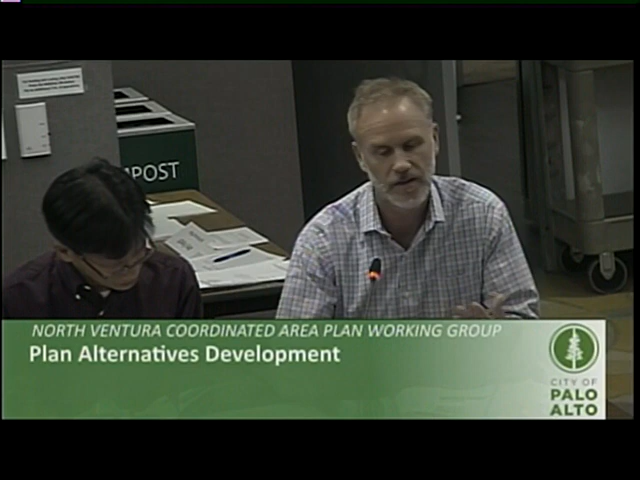 POST
NORTH VENTURA COORDINATED AREA PLAN WORKING GROUP
Plan Alternatives Development
CITY OF
PALO
ALTO